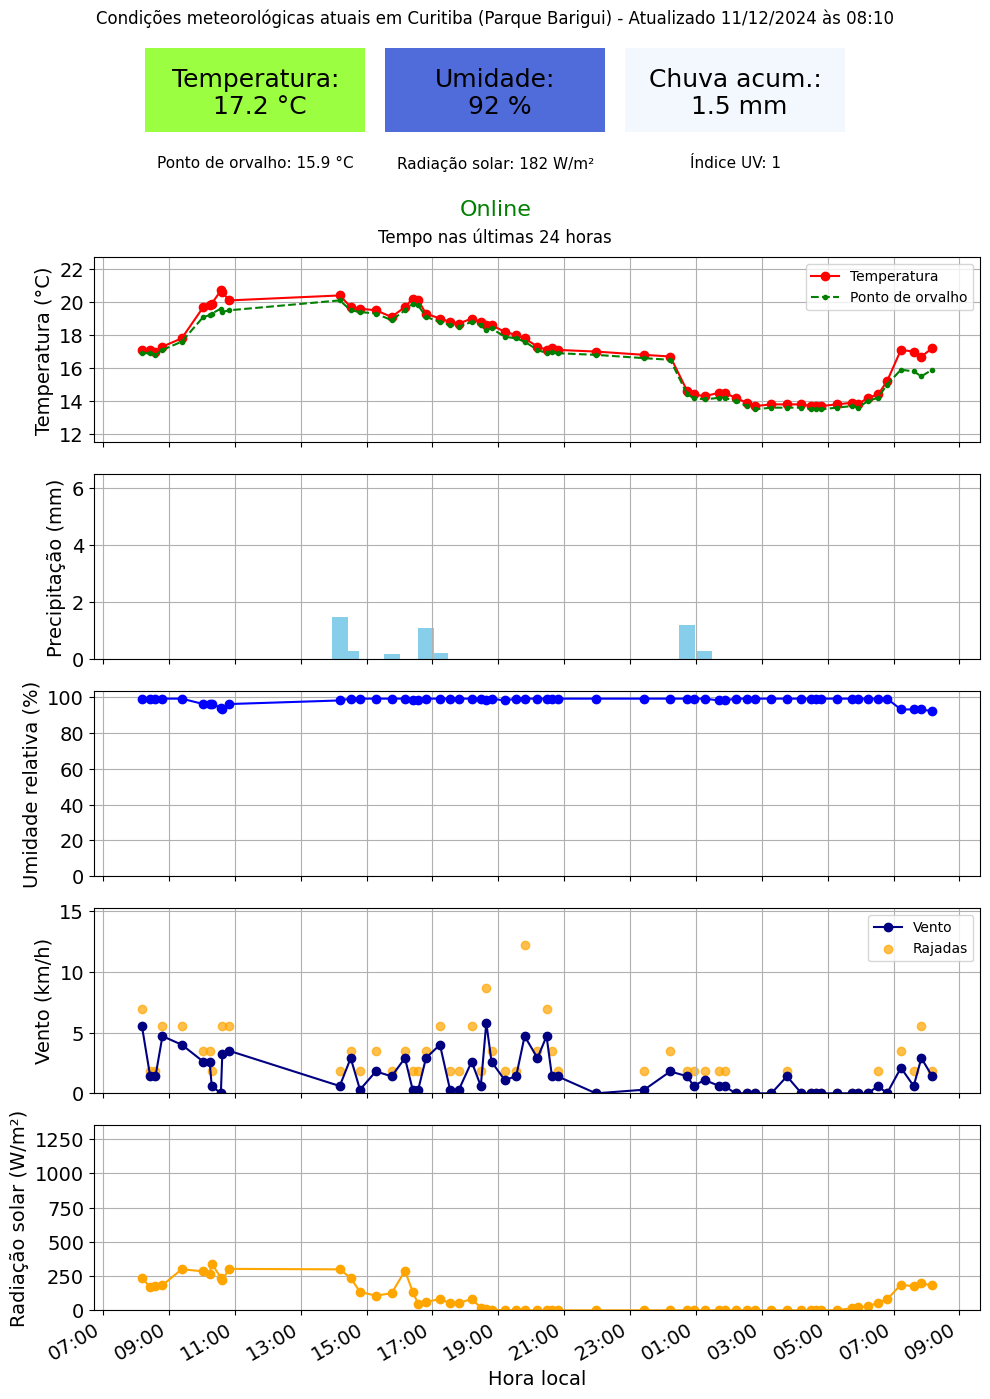 Condições meteorológicas atuais em Curitiba (Parque Barigui) - Atualizado 11/12/2024 às 08:10
Temperatura:
17.2 °C
Umidade:
92 %
Chuva acum.:
1.5 mm
Ponto de orvalho: 15.9 °C
Radiação solar: 182 W/m²
Índice UV: 1
Online
Tempo nas últimas 24 horas
Temperatura (°C)
22
20
18
16
14
12
Temperatura
Ponto de orvalho
Precipitação (mm)
6
4
2
0
Umidade relativa (%)
100
80
60
40
20
0
Vento (km/h)
15
10
5
0
Vento
Rajadas
Radiação solar (W/m²)
1250
1000
750
500
250
0
07:00
09:00
11:00
13:00
15:00
17:00
19:00
21:00
23:00
01:00
03:00
05:00
07:00
09:00
Hora local